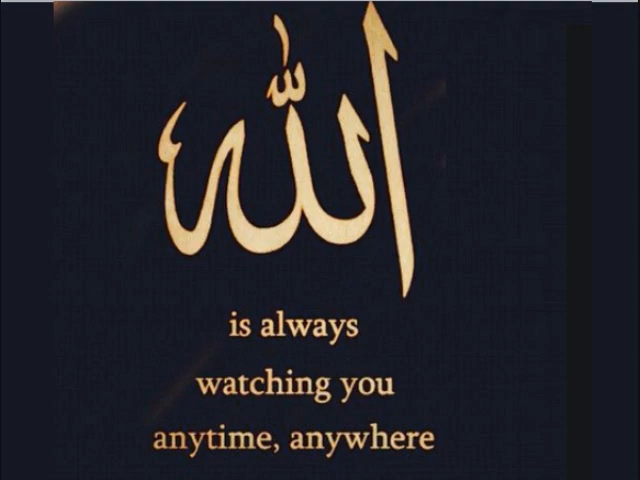 الله
is always
watching you
anytime, anywhere